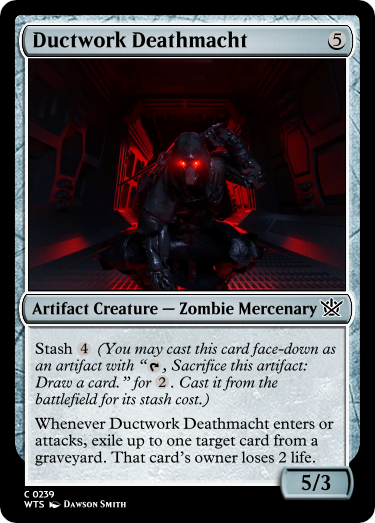 Ductwork Deathmacht 5
Artifact Creature — Zombie Mercenary
Stash 4 (You may cast this card face-down as
an artifact with “T, Sacrifice this artifact:
Draw a card.” for 2. Cast it from the
battlefield for its stash cost.)
Whenever Ductwork Deathmacht enters or
attacks, exile up to one target card from a
graveyard. That card's owner loses 2 life.
5/3
C 0239
WTS Dawson Smith